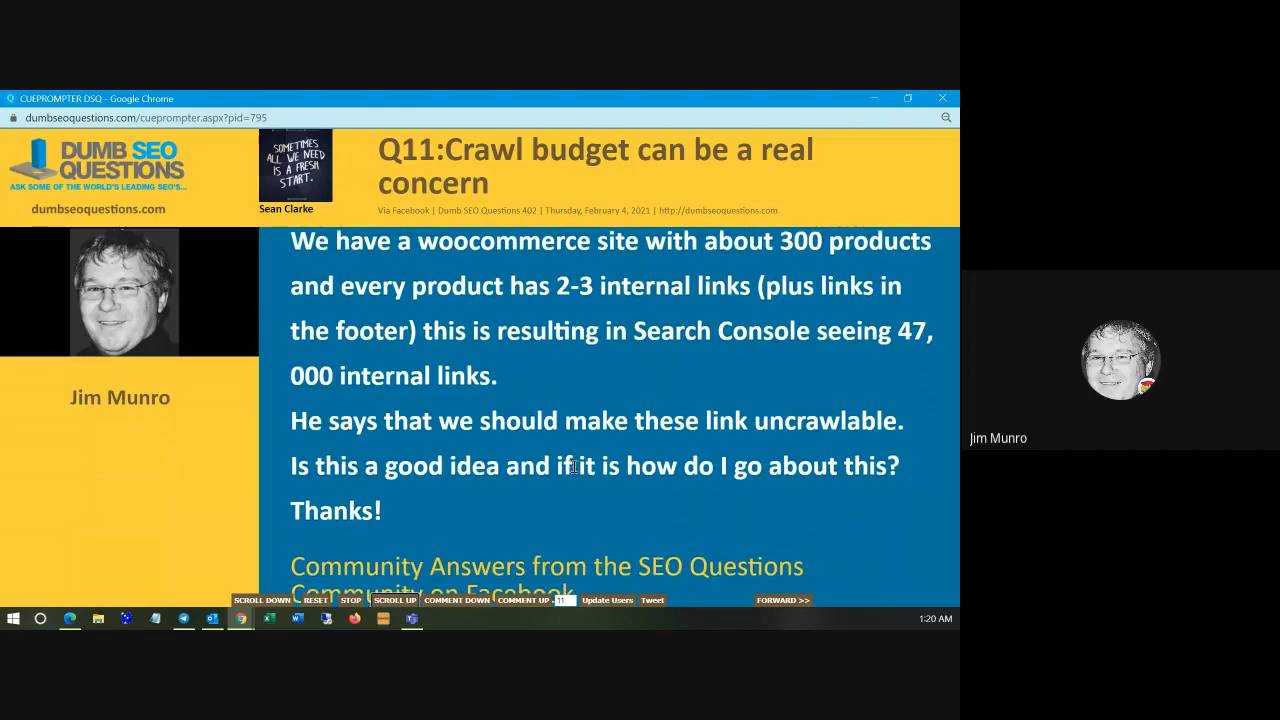 CUEPROMPTER DSQ - Google Chrome
dumbseoquestions.com/cueprompter.aspx?pid=795
DUMB SEO
QUESTIONS
ASK SOME OF THE WORLD'S LEADING SEO'S...
dumbseoquestions.com
SOMETIMES
ALL WE NEED
IS A FRESH
START.
Sean Clarke
Q11:Crawl budget can be a real
concern
Via Facebook | Dumb SEO Questions 402 | Thursday, February 4, 2021 | http://dumbseoquestions.com
Jim Munro
We have a woocommerce site with about 300 products
and every product has 2-3 internal links (plus links in
the footer) this is resulting in Search Console seeing 47,
000 internal links.
He says that we should make these link uncrawlable.
Is this a good idea and if it is how do I go about this?
Thanks!
Community Answers from the SEO Questions
Community on Facebook
SCROLL DOWN RESET STOP SCROLL UP COMMENT DOWN COMMENT UP 11 Update Users Tweet FORWARD >>
1:20 AM
Jim Munro